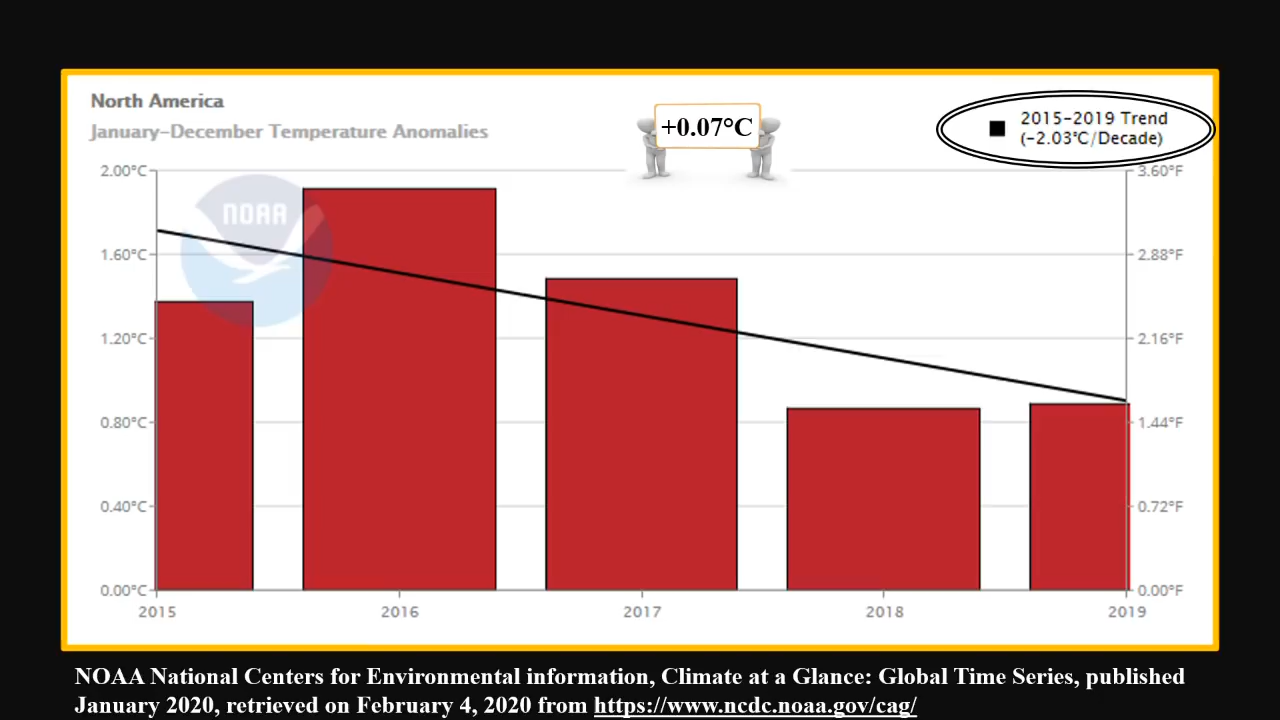 North America
January-December Temperature Anomalies
+0.07°C
2015-2019 Trend
(-2.03°C/Decade)
NOAA
2.00°C
3.60°F
1.60°C
2.88°F
1.20°C
2.16°F
0.80°C
1.44°F
0.40°C
0.72°F
0.00°C
0.00°F
2015
2016
2017
2018
2019
NOAA National Centers for Environmental information, Climate at a Glance: Global Time Series, published
January 2020, retrieved on February 4, 2020 from https://www.ncdc.noaa.gov/cag/